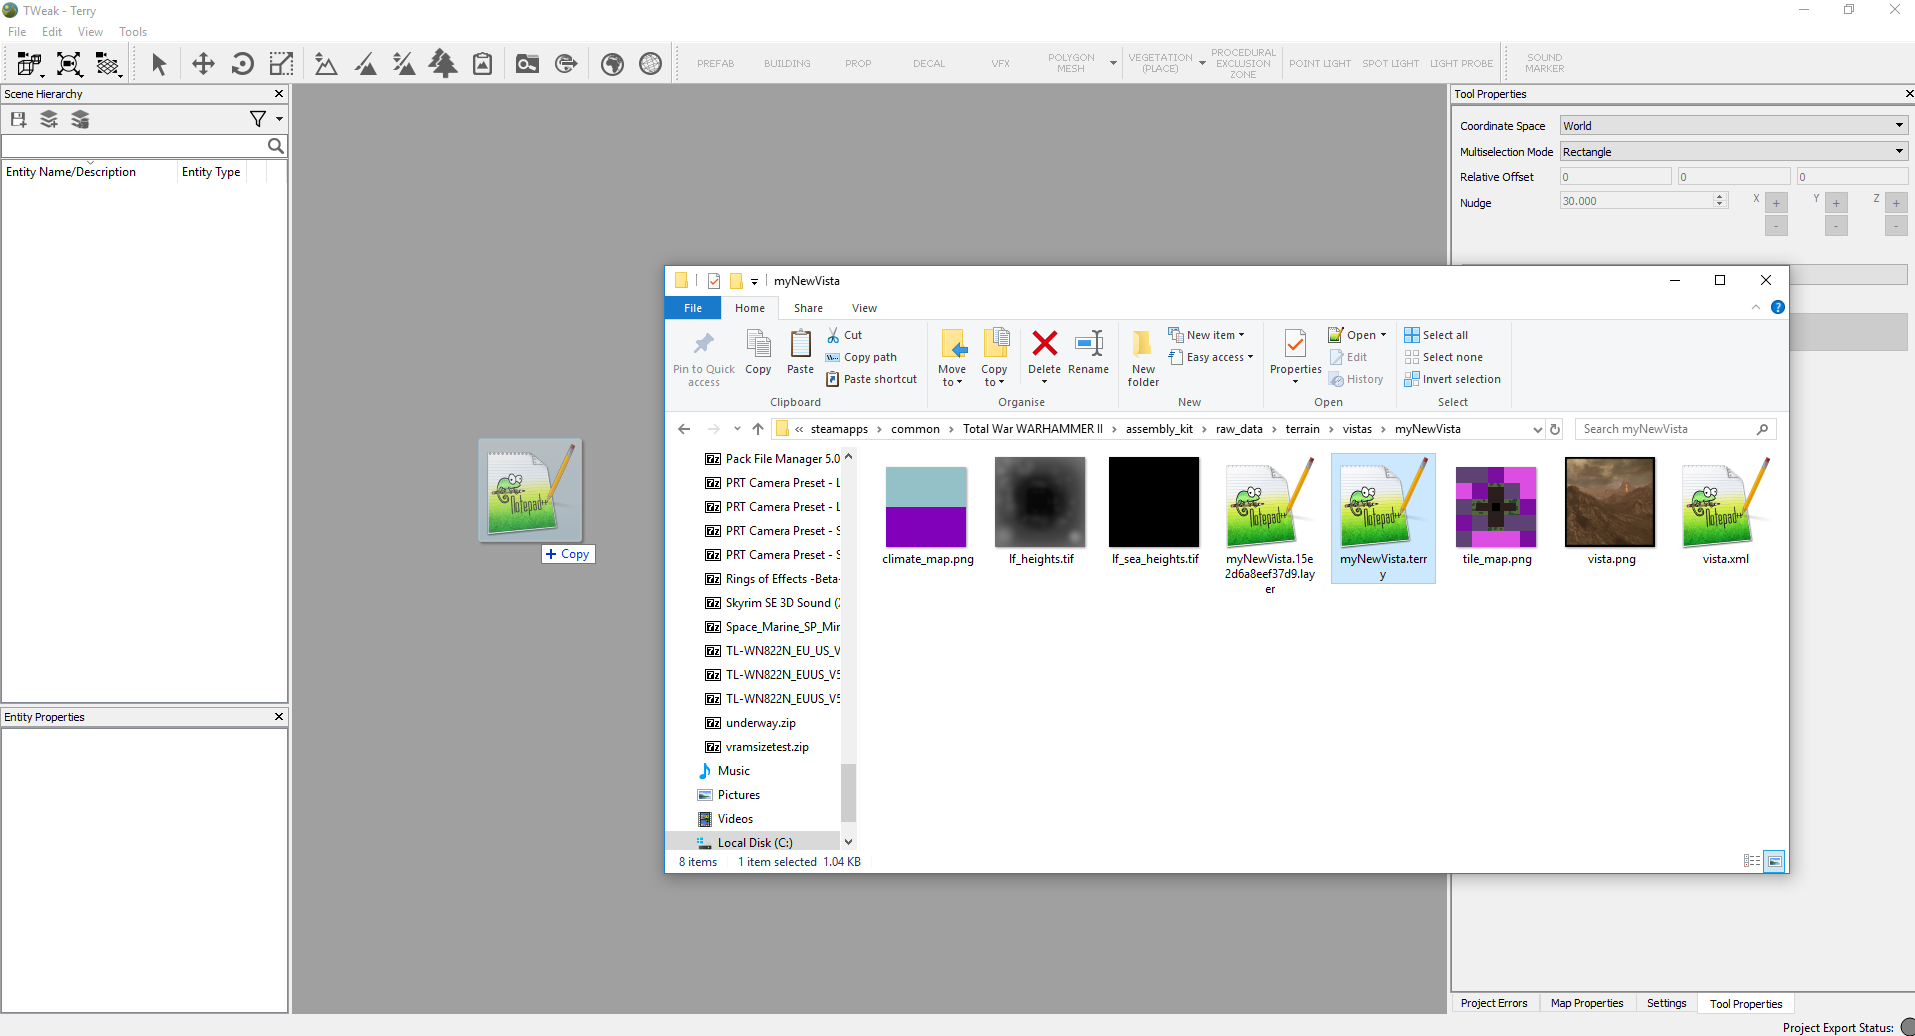 TWeak - Terry
File Edit View Tools
PREFAB BUILDING PROP DECAL VFX POLYGON MESH VEGETATION (PLACE) PROCEDURAL EXCLUSION ZONE POINT LIGHT SPOT LIGHT LIGHT PROBE SOUND MARKER
Scene Hierarchy
Entity Name/Description Entity Type
Entity Properties
Tool Properties
Coordinate Space World
Multiselection Mode Rectangle
Relative Offset 0 0 0
Nudge 30.000 X + Y + Z +
- - -
Notepad++
+ Copy
myNewVista
File Home Share View
Pin to Quick access
Copy
Paste
Cut
Copy path
Paste shortcut
Clipboard
Move to
Copy to
Delete
Rename
Organise
New folder
New item
Easy access
New
Properties
Open
Edit
History
Open
Select all
Select none
Invert selection
Select
« steamapps › common › Total War WARHAMMER II › assembly_kit › raw_data › terrain › vistas › myNewVista
Search myNewVista
Pack File Manager 5.0
PRT Camera Preset - L
PRT Camera Preset - L
PRT Camera Preset - S
PRT Camera Preset - S
Rings of Effects -Beta-
Skyrim SE 3D Sound (
Space_Marine_SP_Mir
TL-WN822N_EU_US_V
TL-WN822N_EUUS_V5
TL-WN822N_EUUS_V5
underway.zip
vramsizetest.zip
Music
Pictures
Videos
Local Disk (C:)
Notepad++
Notepad++
Notepad++
climate_map.png
lf_heights.tif
lf_sea_heights.tif
myNewVista.15e
2d6a8eef37d9.lay
er
myNewVista.terr
y
tile_map.png
vista.png
vista.xml
8 items 1 item selected 1.04 KB
Project Errors Map Properties Settings Tool Properties
Project Export Status: